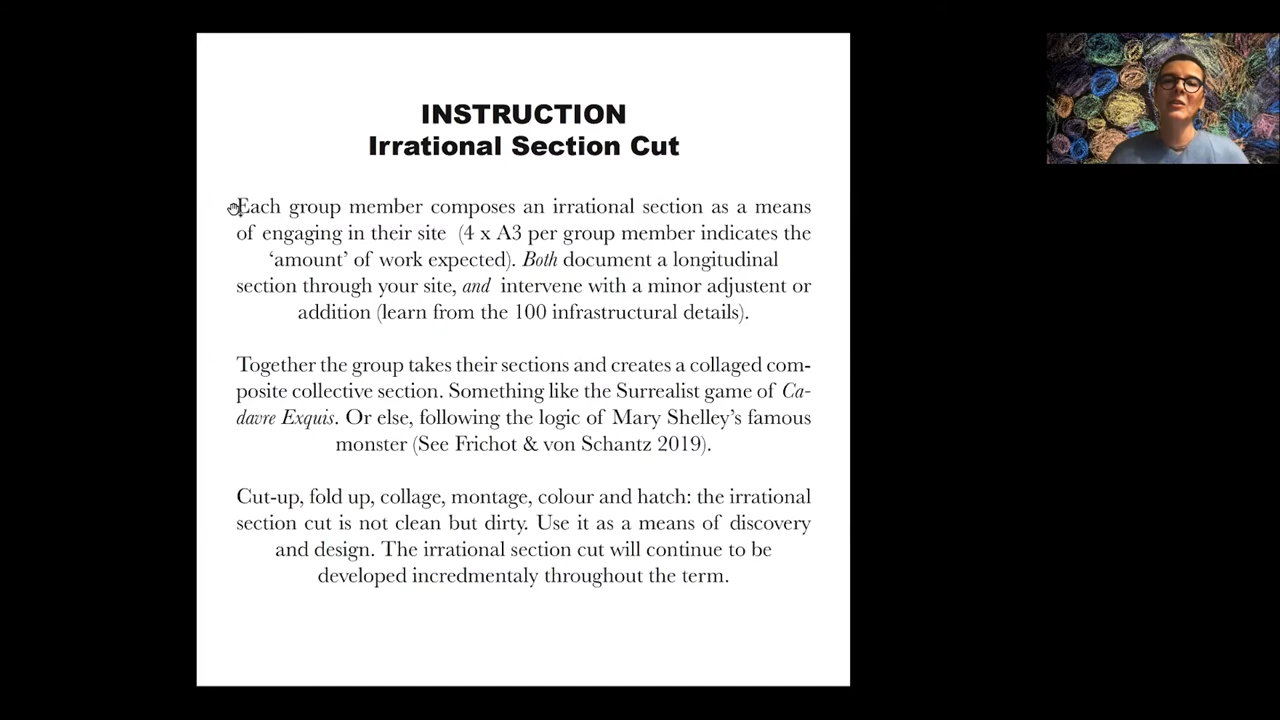 INSTRUCTION
Irrational Section Cut
Each group member composes an irrational section as a means
of engaging in their site (4 x A3 per group member indicates the
‘amount’ of work expected). Both document a longitudinal
section through your site, and intervene with a minor adjustent or
addition (learn from the 100 infrastructural details).
Together the group takes their sections and creates a collaged com-
posite collective section. Something like the Surrealist game of Ca-
davre Exquis. Or else, following the logic of Mary Shelley’s famous
monster (See Frichot & von Schantz 2019).
Cut-up, fold up, collage, montage, colour and hatch: the irrational
section cut is not clean but dirty. Use it as a means of discovery
and design. The irrational section cut will continue to be
developed incredmentaly throughout the term.